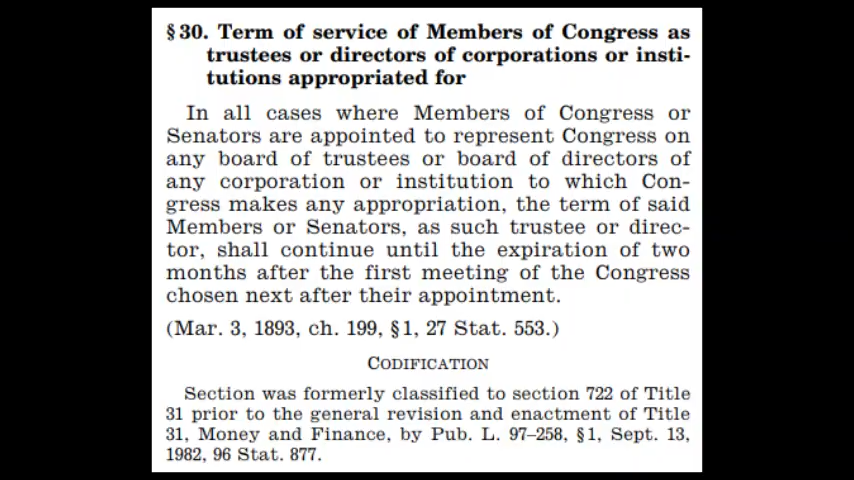 § 30. Term of service of Members of Congress as
trustees or directors of corporations or insti-
tutions appropriated for
In all cases where Members of Congress or
Senators are appointed to represent Congress on
any board of trustees or board of directors of
any corporation or institution to which Con-
gress makes any appropriation, the term of said
Members or Senators, as such trustee or direc-
tor, shall continue until the expiration of two
months after the first meeting of the Congress
chosen next after their appointment.
(Mar. 3, 1893, ch. 199, § 1, 27 Stat. 553.)
CODIFICATION
Section was formerly classified to section 722 of Title
31 prior to the general revision and enactment of Title
31, Money and Finance, by Pub. L. 97–258, § 1, Sept. 13,
1982, 96 Stat. 877.